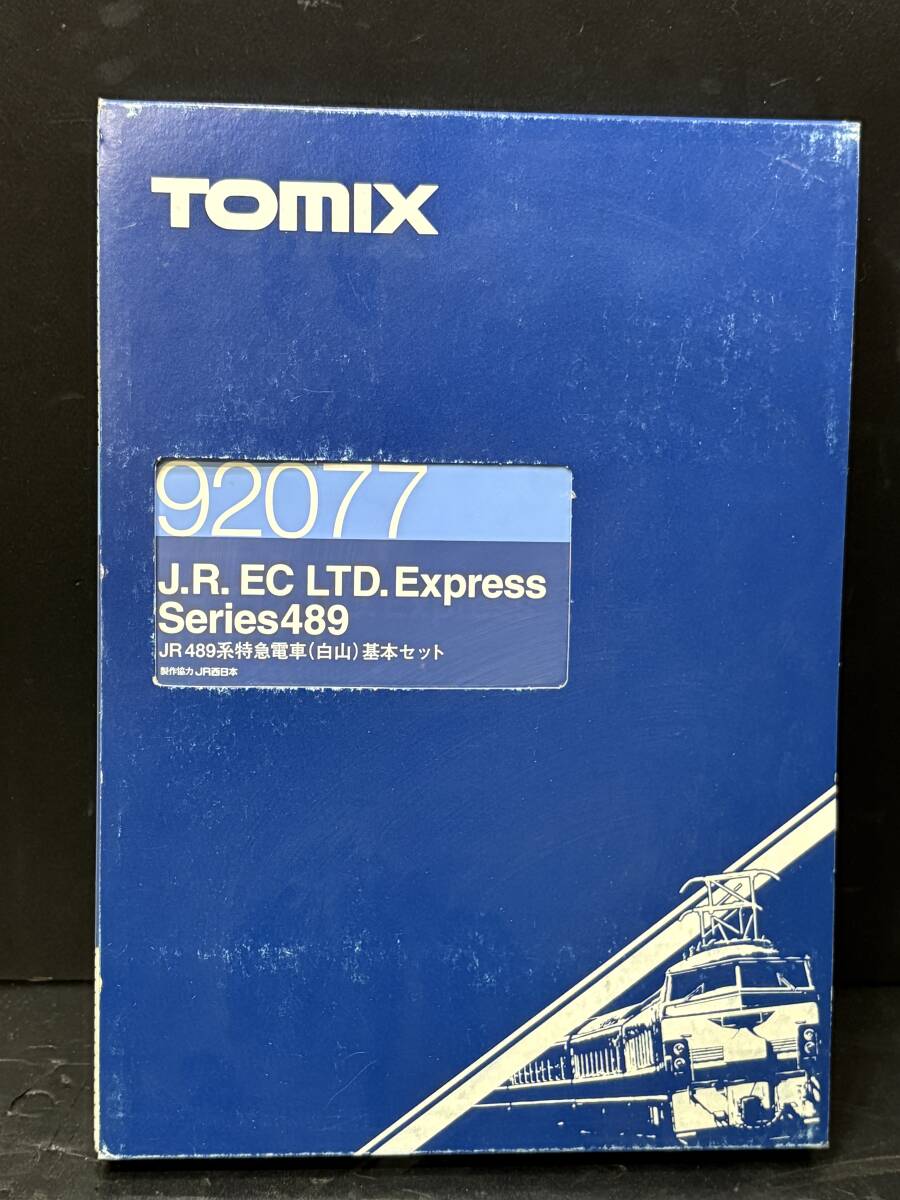 TOMIX
92077
J.R. EC LTD. Express
Series489
JR 489系特急電車(白山)基本セット
製作協力 JR西日本